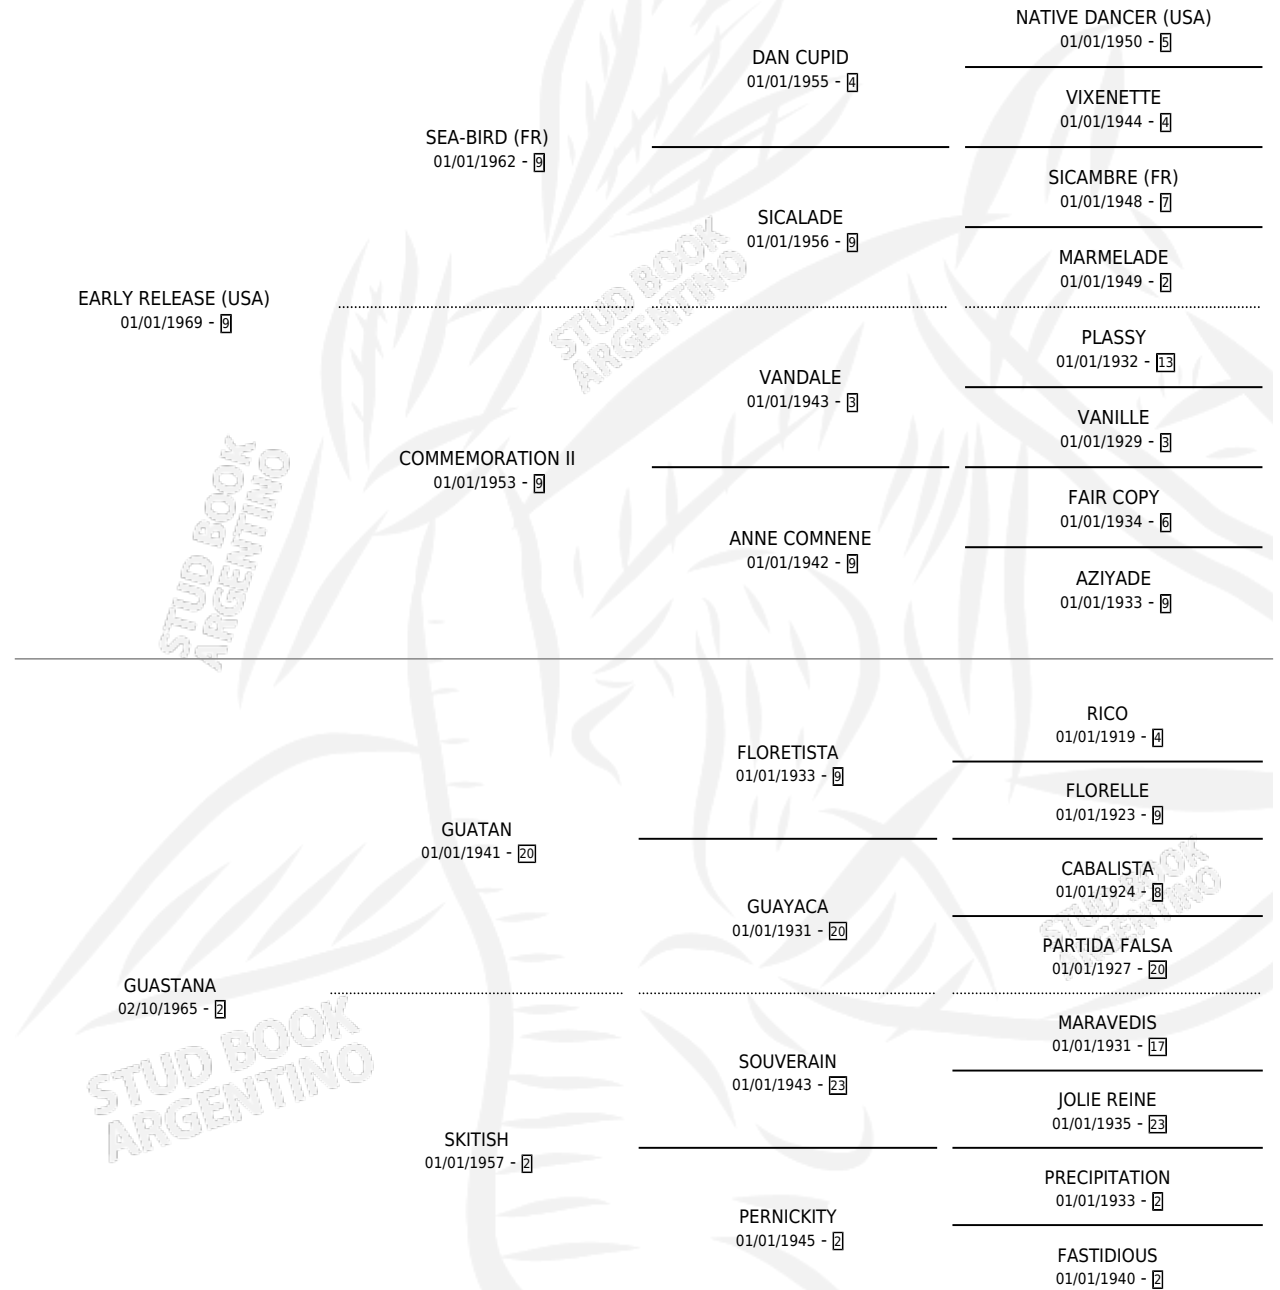 NATIVE DANCER (USA)
01/01/1950 - 5
DAN CUPID
01/01/1955 - 4
VIXENETTE
01/01/1944 - 4
SEA-BIRD (FR)
01/01/1962 - 9
SICAMBRE (FR)
01/01/1948 - 7
SICALADE
01/01/1956 - 9
MARMELADE
01/01/1949 - 2
EARLY RELEASE (USA)
01/01/1969 - 9
PLASSY
01/01/1932 - 13
VANDALE
01/01/1943 - 3
VANILLE
01/01/1929 - 3
COMMEMORATION II
01/01/1953 - 9
FAIR COPY
01/01/1934 - 6
ANNE COMNENE
01/01/1942 - 9
AZIYADE
01/01/1933 - 9
RICO
01/01/1919 - 4
FLORETISTA
01/01/1933 - 9
FLORELLE
01/01/1923 - 9
GUATAN
01/01/1941 - 20
CABALISTA
01/01/1924 - 8
GUAYACA
01/01/1931 - 20
PARTIDA FALSA
01/01/1927 - 20
GUASTANA
02/10/1965 - 2
MARAVEDIS
01/01/1931 - 17
SOUVERAIN
01/01/1943 - 23
JOLIE REINE
01/01/1935 - 23
SKITISH
01/01/1957 - 2
PRECIPITATION
01/01/1933 - 2
PERNICKITY
01/01/1945 - 2
FASTIDIOUS
01/01/1940 - 2
STUD BOOK
ARGENTINO
STUD BOOK
ARGENTINO
STUD BOOK
ARGENTINO
STUD BOOK
ARGENTINO